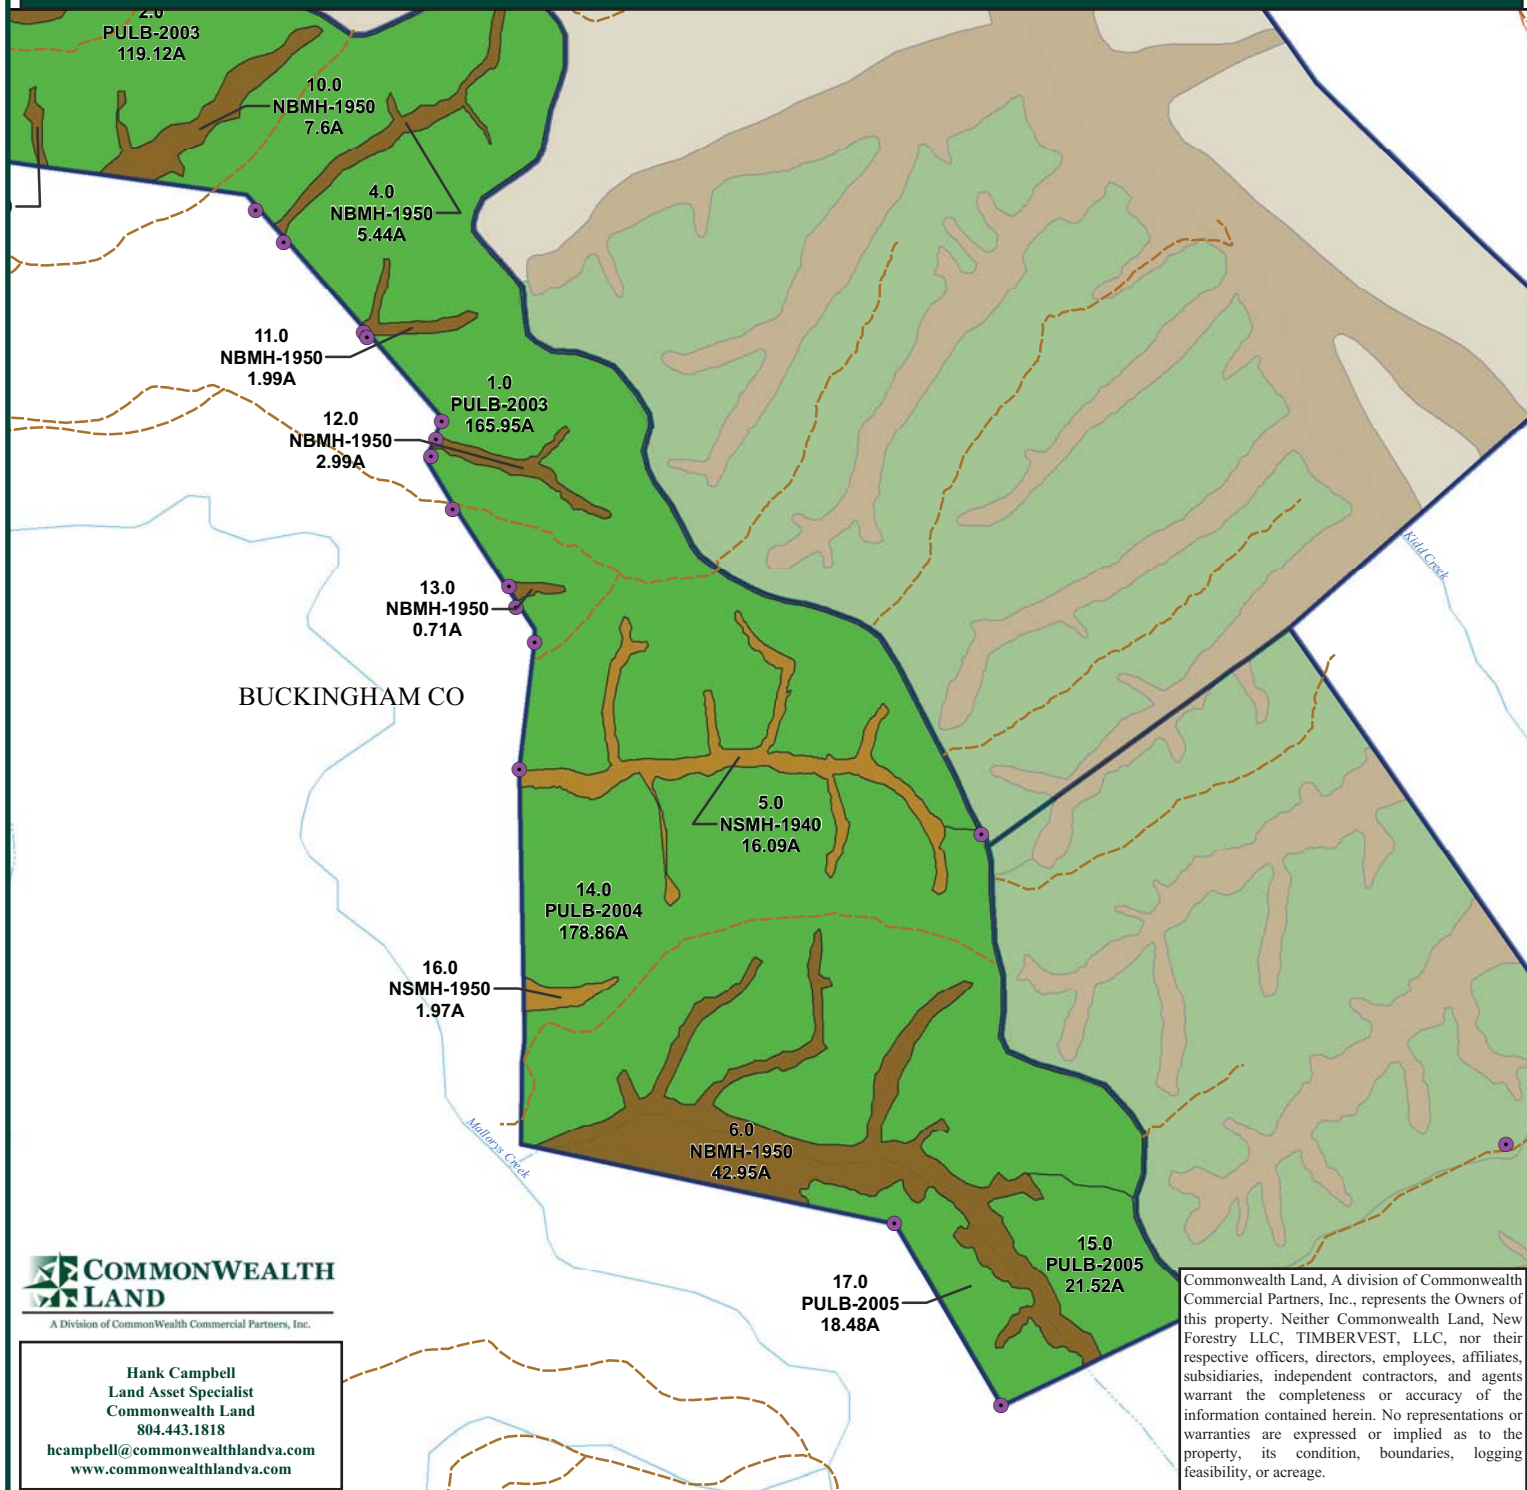 2.0
PULB-2003
119.12A
10.0
NBMH-1950
7.6A
4.0
NBMH-1950
5.44A
11.0
NBMH-1950
1.99A
1.0
PULB-2003
165.95A
12.0
NBMH-1950
2.99A
Kidd Creek
13.0
NBMH-1950
0.71A
BUCKINGHAM CO
5.0
NSMH-1940
16.09A
14.0
PULB-2004
178.86A
16.0
NSMH-1950
1.97A
Mallorys Creek
6.0
NBMH-1950
42.95A
15.0
PULB-2005
21.52A
17.0
PULB-2005
18.48A
COMMONWEALTH
LAND
A Division of CommonWealth Commercial Partners, Inc.
Hank Campbell
Land Asset Specialist
Commonwealth Land
804.443.1818
hcampbell@commonwealthlandva.com
www.commonwealthlandva.com
Commonwealth Land, A division of Commonwealth
Commercial Partners, Inc., represents the Owners of
this property. Neither Commonwealth Land, New
Forestry LLC, TIMBERVEST, LLC, nor their
respective officers, directors, employees, affiliates,
subsidiaries, independent contractors, and agents
warrant the completeness or accuracy of the
information contained herein. No representations or
warranties are expressed or implied as to the
property, its condition, boundaries, logging
feasibility, or acreage.